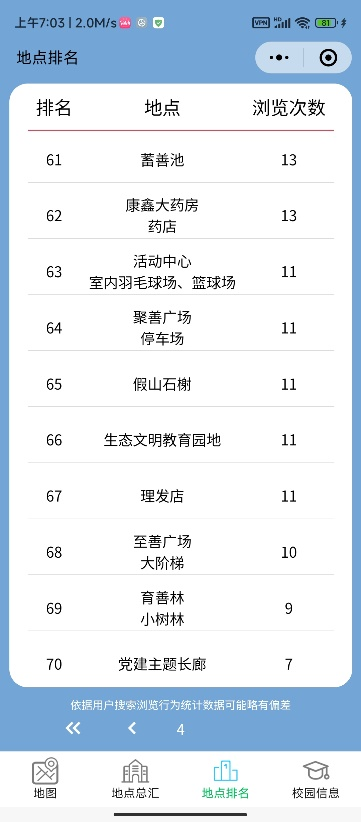 上午7:03 | 2.0M/s
VPN
HD
81
地点排名
排名 地点 浏览次数
61 蓄善池 13
62 康鑫大药房 13
药店
63 活动中心 11
室内羽毛球场、篮球场
64 聚善广场 11
停车场
65 假山石榭 11
66 生态文明教育园地 11
67 理发店 11
68 至善广场 10
大阶梯
69 育善林 9
小树林
70 党建主题长廊 7
依据用户搜索浏览行为统计数据可能略有偏差
4
地图 地点总汇 地点排名 校园信息